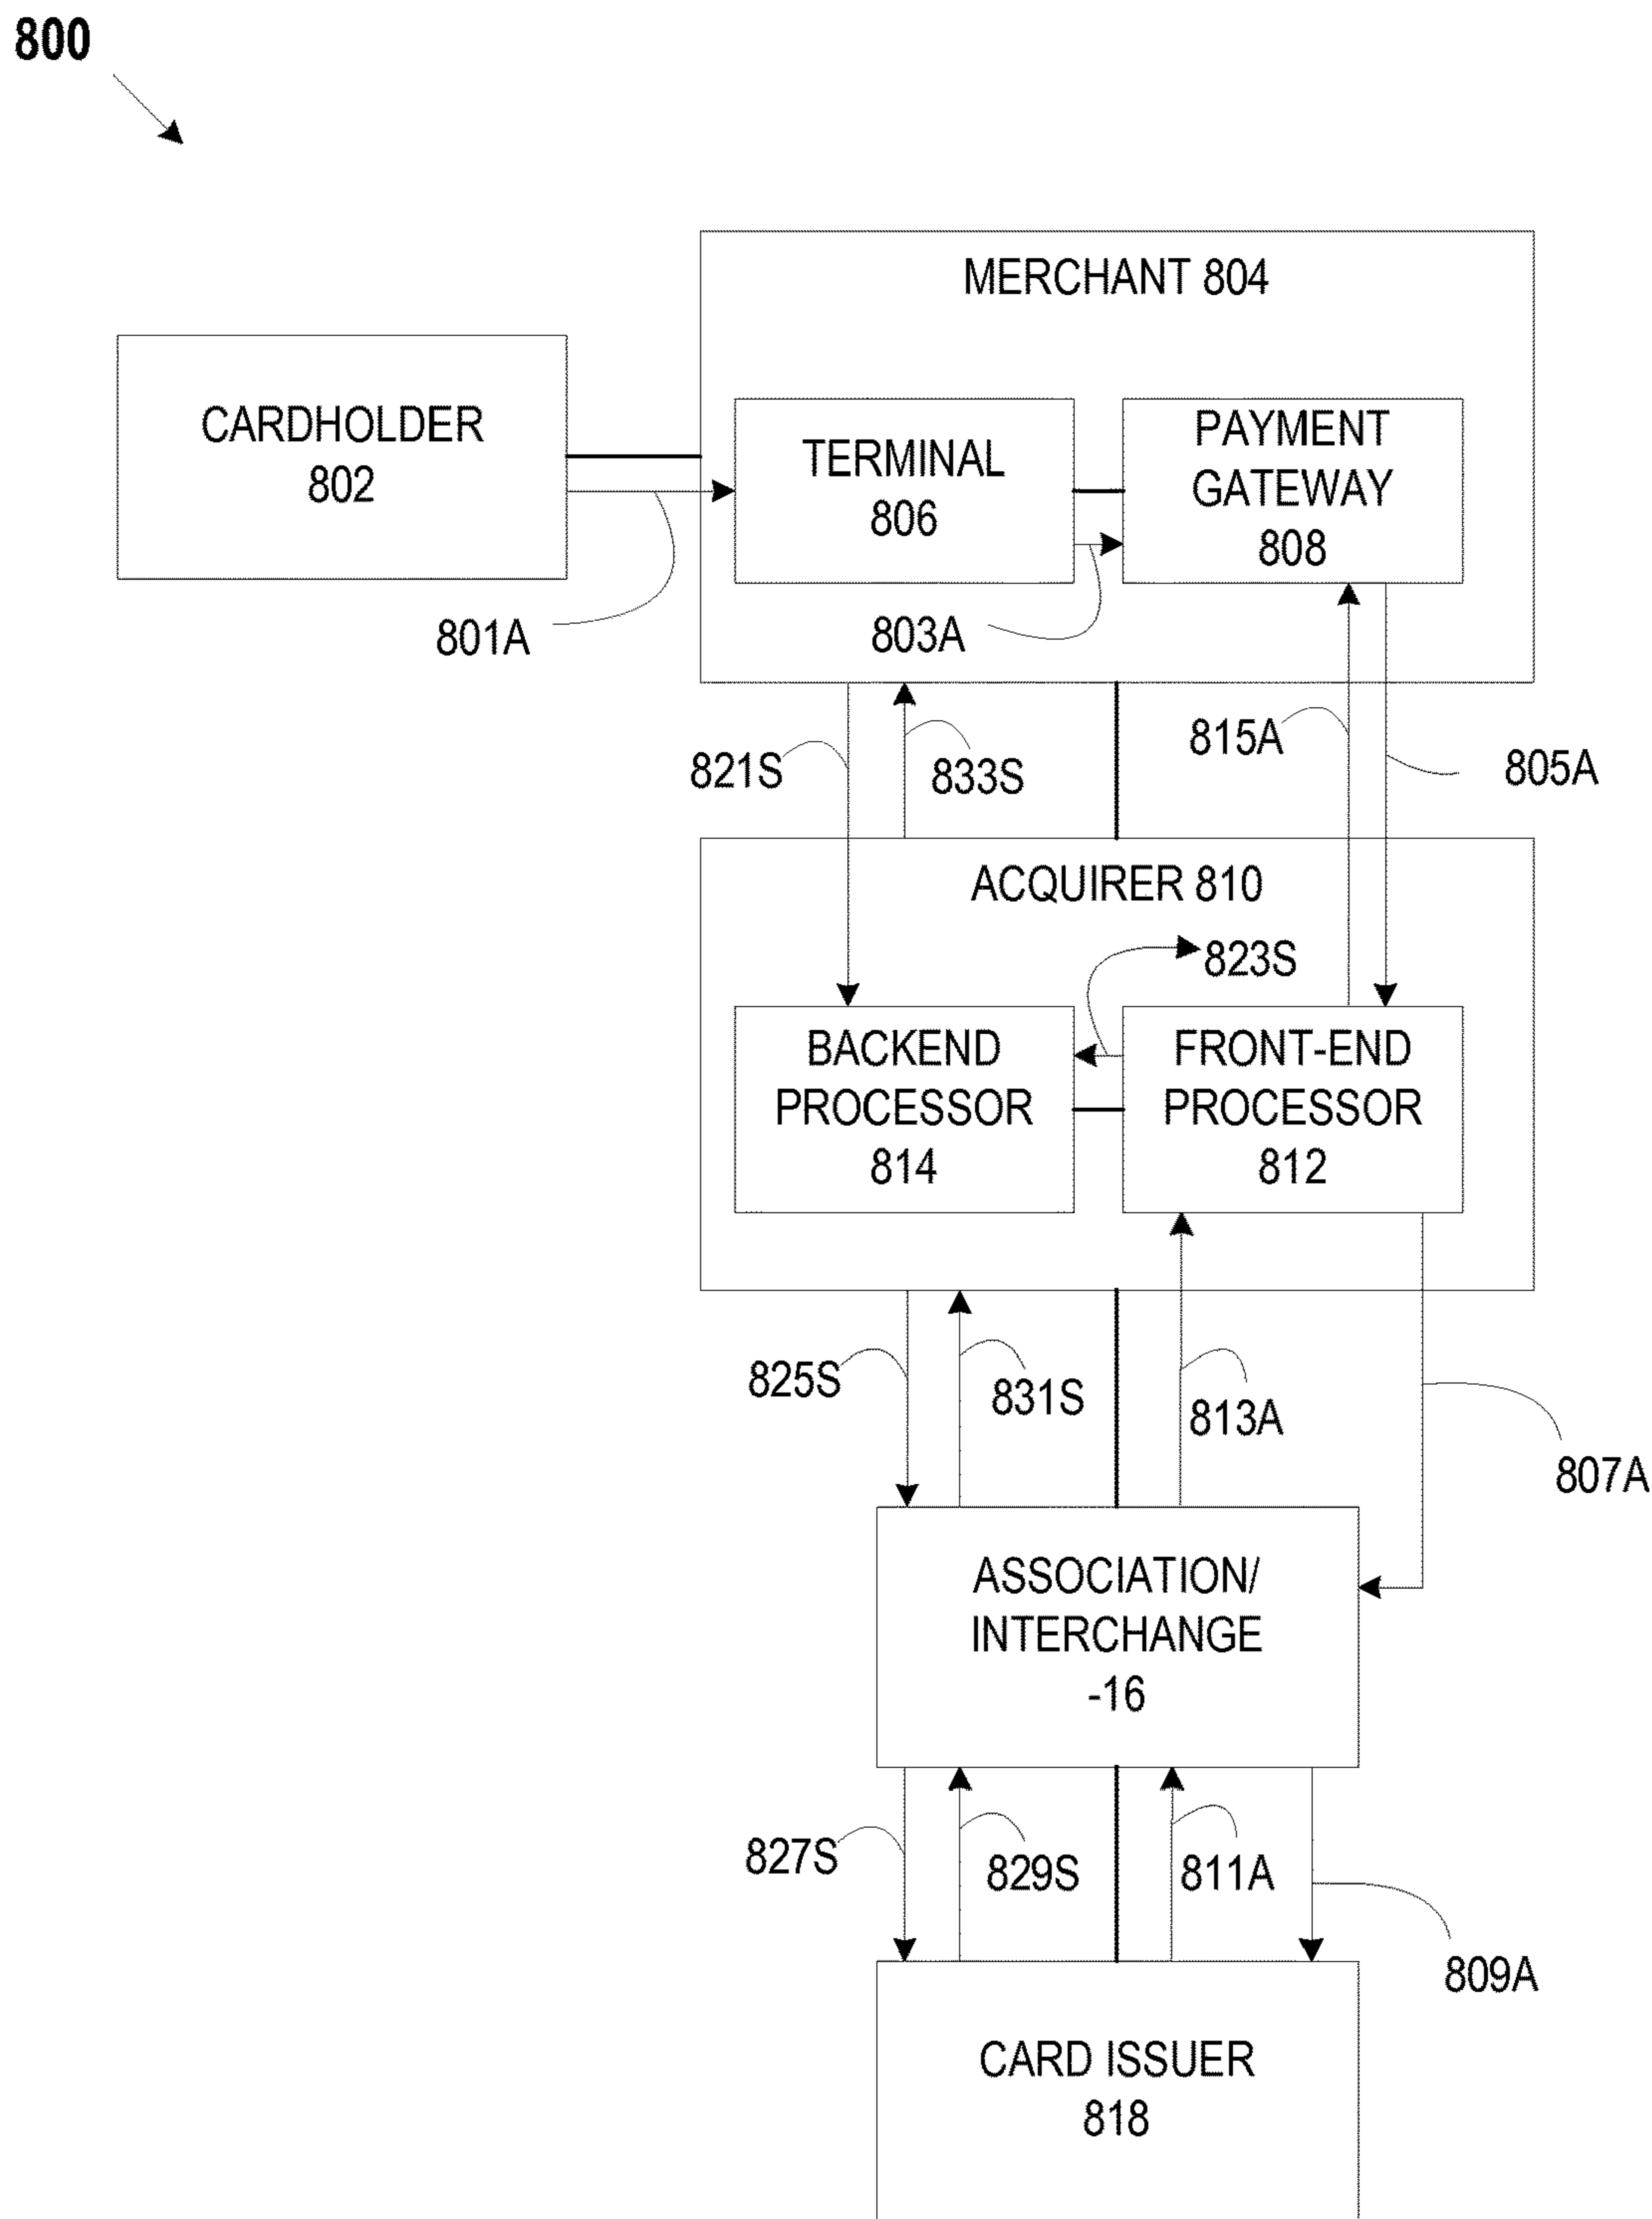 800
MERCHANT 804
CARDHOLDER
802
TERMINAL
806
PAYMENT
GATEWAY
808
801A
803A
821S
833S
815A
805A
ACQUIRER 810
823S
BACKEND
PROCESSOR
814
FRONT-END
PROCESSOR
812
825S
831S
813A
807A
ASSOCIATION/
INTERCHANGE
-16
827S
829S
811A
809A
CARD ISSUER
818